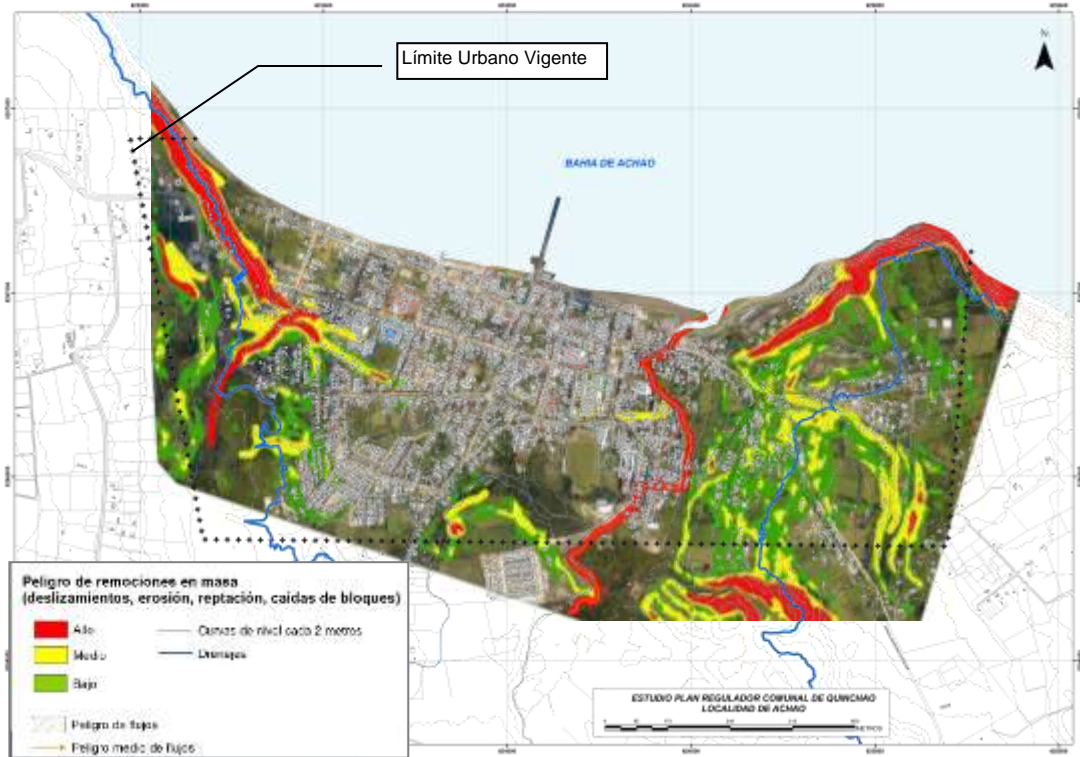 Límite Urbano Vigente
N
BAHIA DE ACHAO
Peligro de remociones en masa
(deslizamientos, erosión, reptación, caídas de bloques)
Alto
Medio
Bajo
Curvas de nivel cada 2 metros
Drenajes
Peligro de flujos
Peligro medio de flujos
ESTUDIO PLAN REGULADOR COMUNAL DE QUINCHAO
LOCALIDAD DE ACHAO
METROS